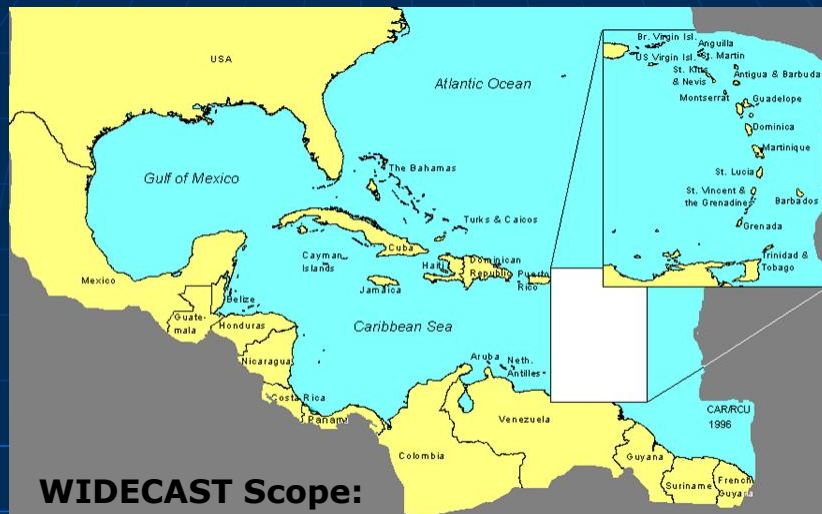 USA
Atlantic Ocean
Gulf of Mexico
The Bahamas
Turks & Caicos
Cuba
Cayman
Islands
Haiti
Dominican
Republic
Puerto
Rico
Jamaica
Mexico
Belize
Guate-
mala
Honduras
Caribbean Sea
Nicaragua
Aruba
Neth.
Antilles
Costa Rica
Panama
Venezuela
Colombia
Guyana
Suriname
French
Guyana
CAR/RCU
1996
Br. Virgin Isl.
Anguilla
US Virgin Isl.
St. Martin
St. Kitts
& Nevis
Antigua & Barbuda
Montserrat
Guadelope
Dominica
Martinique
St. Lucia
St. Vincent &
the Grenadines
Barbados
Grenada
Trinidad &
Tobago
WIDECAST Scope: